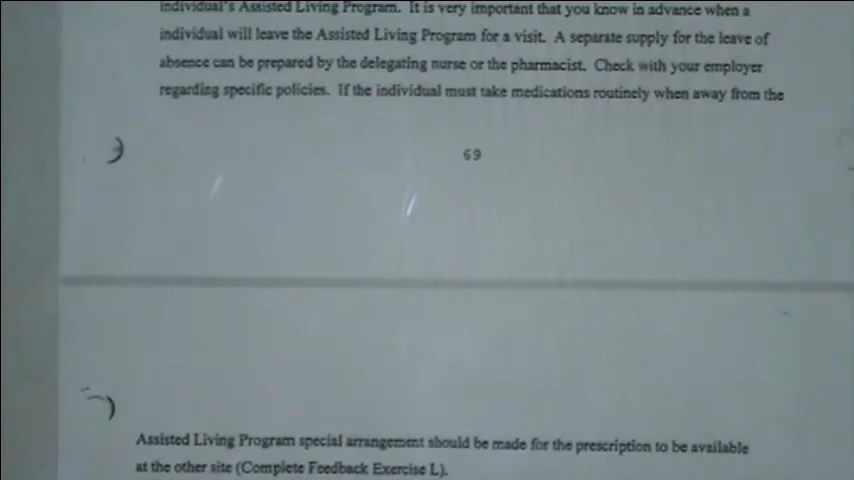 individual's Assisted Living Program. It is very important that you know in advance when a
individual will leave the Assisted Living Program for a visit. A separate supply for the leave of
absence can be prepared by the delegating nurse or the pharmacist. Check with your employer
regarding specific policies. If the individual must take medications routinely when away from the
69
Assisted Living Program special arrangement should be made for the prescription to be available
at the other site (Complete Feedback Exercise L).